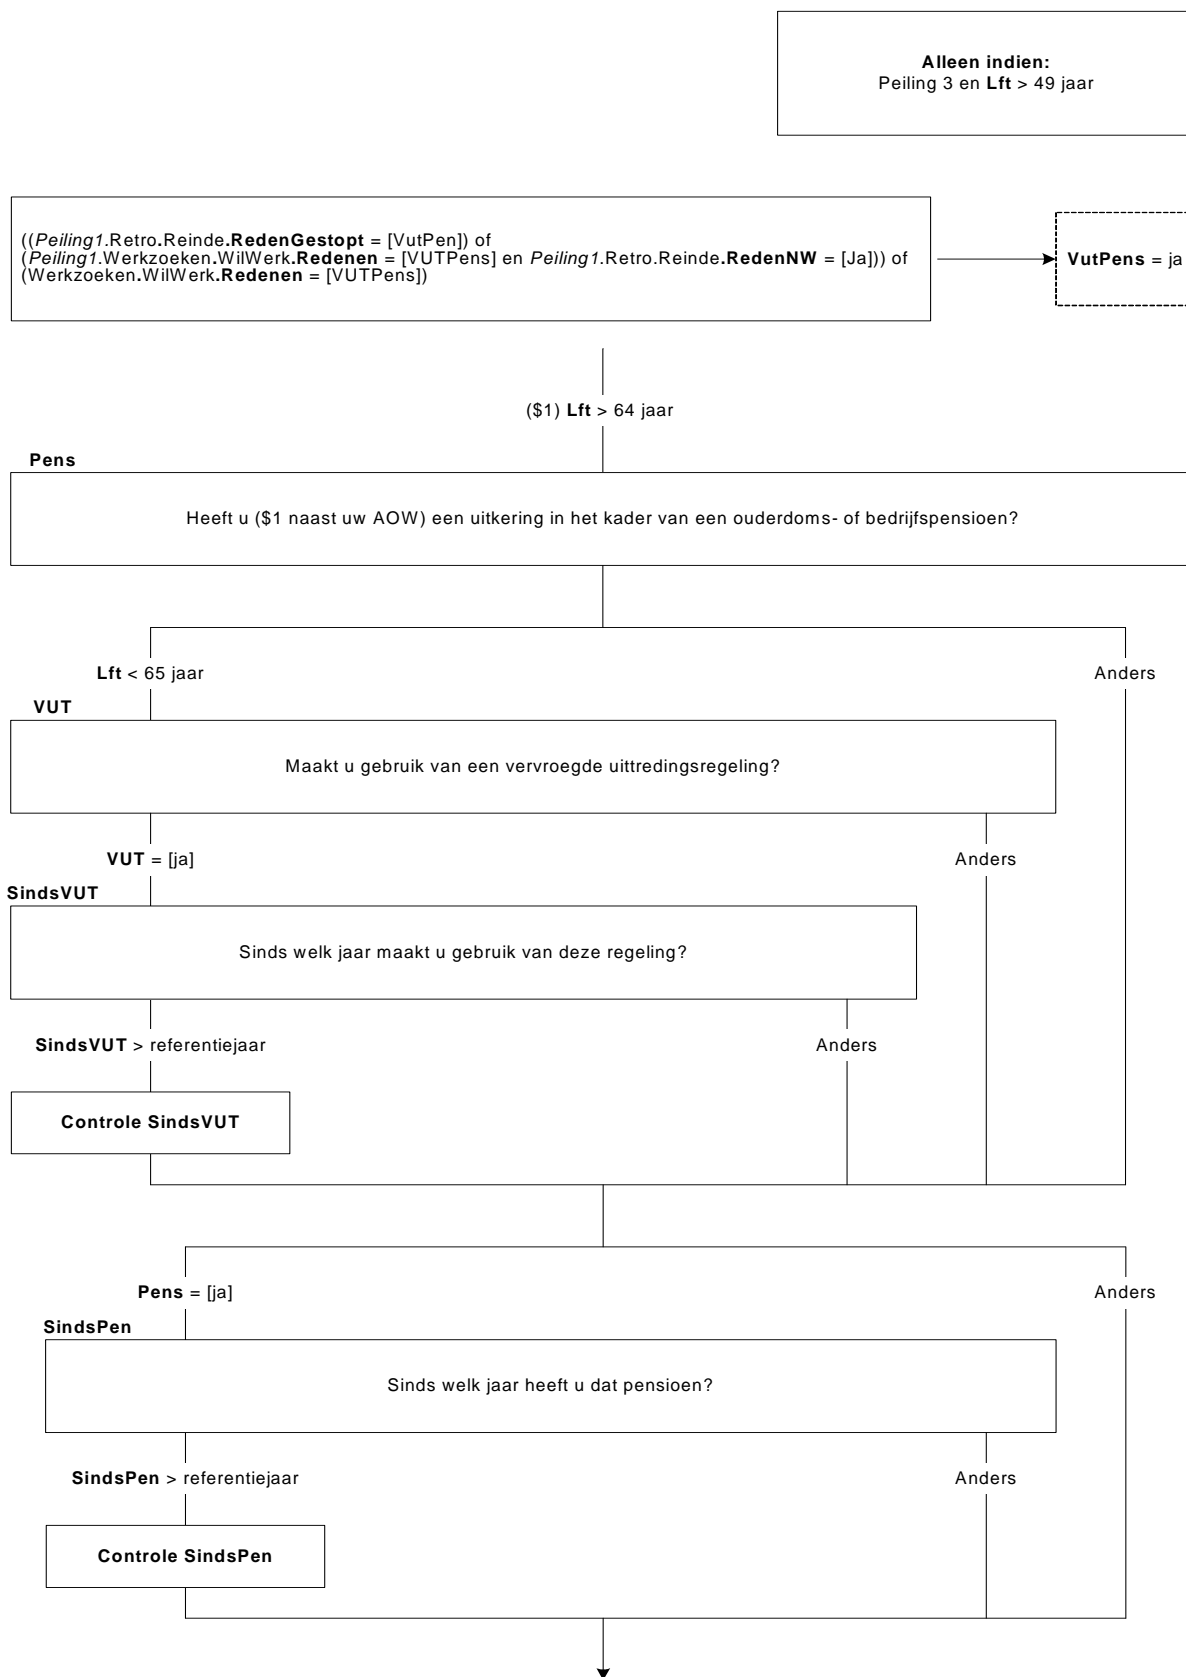 Alleen indien:
Peiling 3 en Lft > 49 jaar
((Peiling1.Retro.Reinde.RedenGestopt = [VutPen]) of
(Peiling1.Werkzoeken.WilWerk.Redenen = [VUTPens] en Peiling1.Retro.Reinde.RedenNW = [Ja])) of
(Werkzoeken.WilWerk.Redenen = [VUTPens])
VutPens = ja
($1) Lft > 64 jaar
Pens
Heeft u ($1 naast uw AOW) een uitkering in het kader van een ouderdoms- of bedrijfspensioen?
Lft < 65 jaar
Anders
VUT
Maakt u gebruik van een vervroegde uittredingsregeling?
VUT = [ja]
Anders
SindsVUT
Sinds welk jaar maakt u gebruik van deze regeling?
SindsVUT > referentiejaar
Anders
Controle SindsVUT
Pens = [ja]
Anders
SindsPen
Sinds welk jaar heeft u dat pensioen?
SindsPen > referentiejaar
Anders
Controle SindsPen